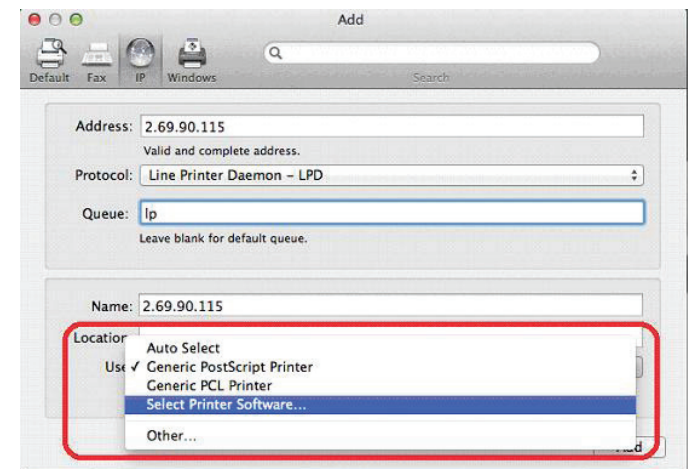 Add
Default Fax IP Windows Search
Address: 2.69.90.115
Valid and complete address.
Protocol: Line Printer Daemon – LPD
Queue: lp
Leave blank for default queue.
Name: 2.69.90.115
Location
Auto Select
Use ✓ Generic PostScript Printer
Generic PCL Printer
Select Printer Software...
Other...
Add